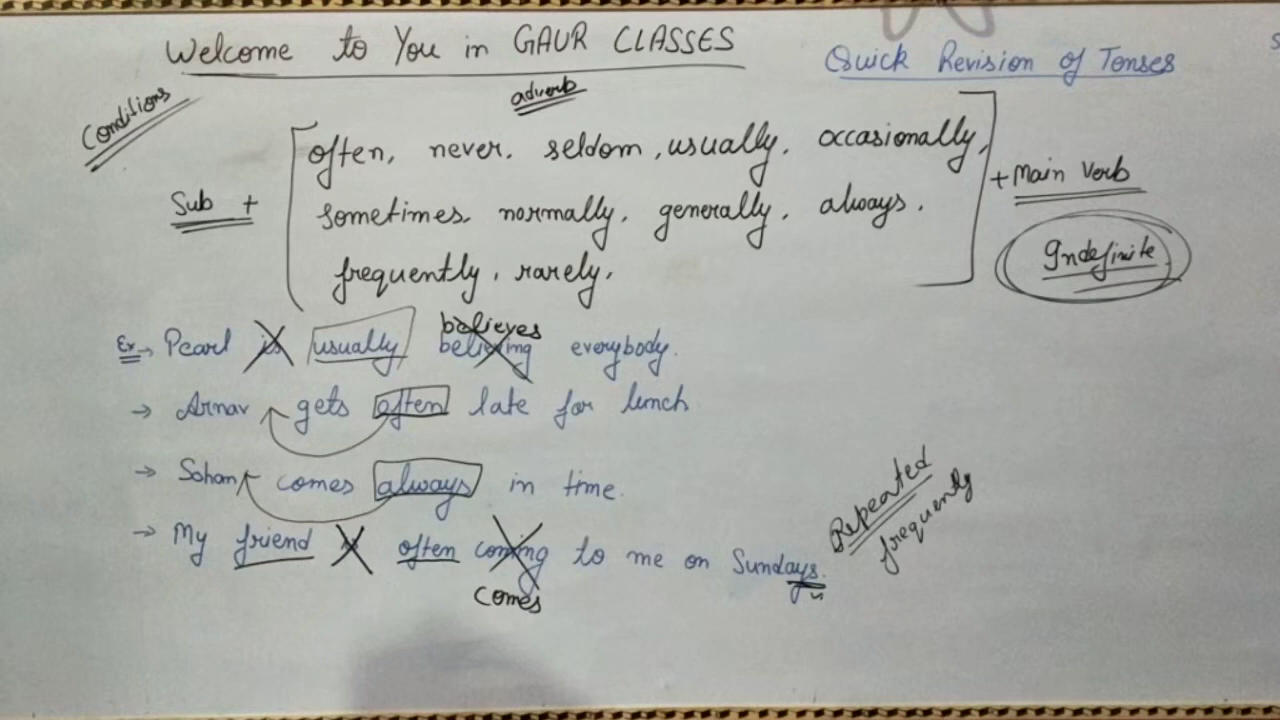 Welcome to You in GAUR CLASSES
Quick Revision of Tenses
Conditions
adverb
Sub + [often, never, seldom, usually, occasionally,
sometimes, normally, generally, always,
frequently, rarely,] + Main Verb
Indefinite
Ex→ Pearl is usually believing everybody.
believes
→ Arnav gets often late for lunch
→ Sohan comes always in time.
→ My friend often coming to me on Sundays.
comes
Repeated
frequently